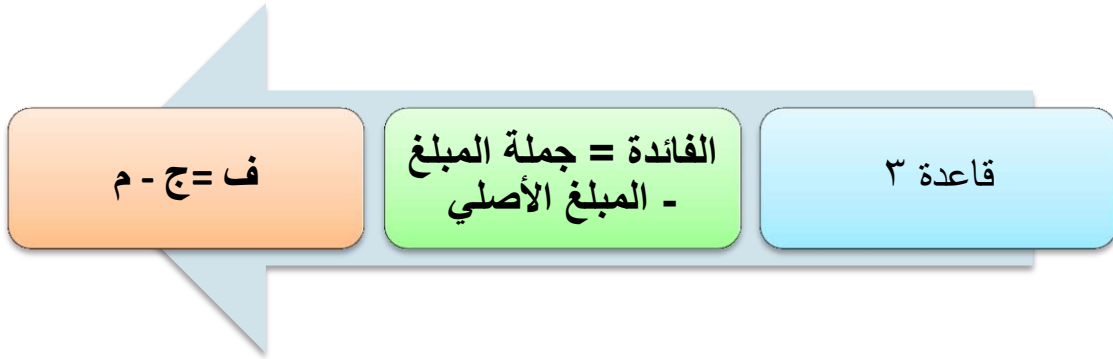 قاعدة ٣
الفائدة = جملة المبلغ
- المبلغ الأصلي
ف =ج - م